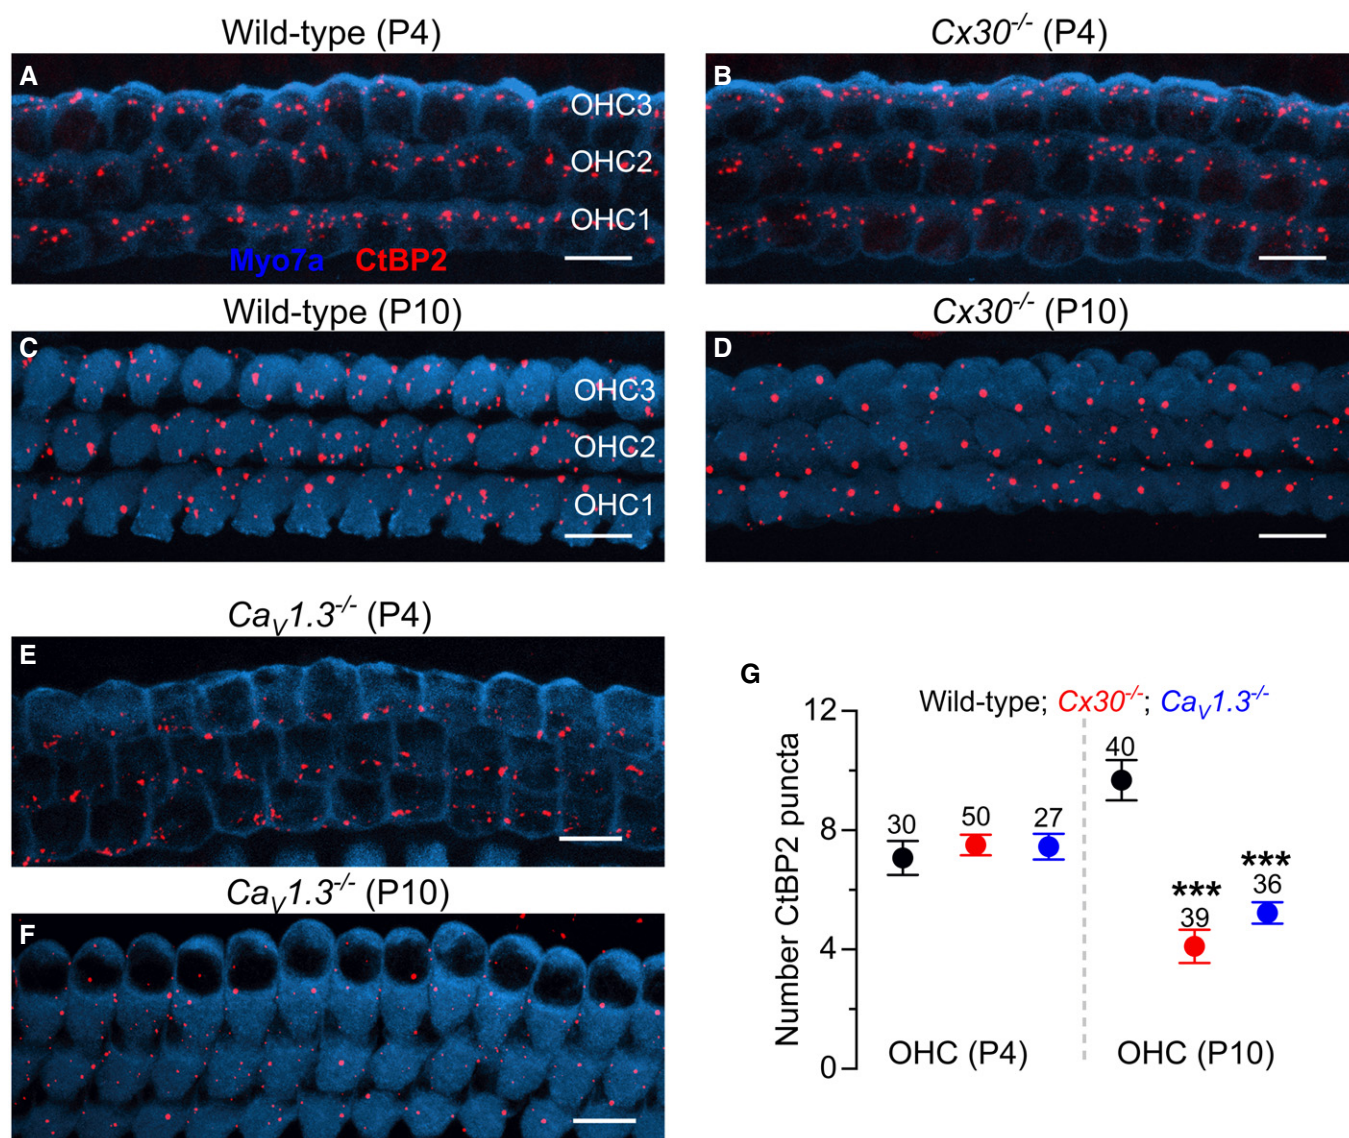 Wild-type (P4)
A
OHC3
OHC2
OHC1
Myo7a CtBP2
Cx30-/- (P4)
B
Wild-type (P10)
C
OHC3
OHC2
OHC1
Cx30-/- (P10)
D
CaV1.3-/- (P4)
E
CaV1.3-/- (P10)
F
G
Wild-type; Cx30-/-; CaV1.3-/-
Number CtBP2 puncta
12
8
4
0
30
50
27
40
***
39
***
36
OHC (P4)
OHC (P10)